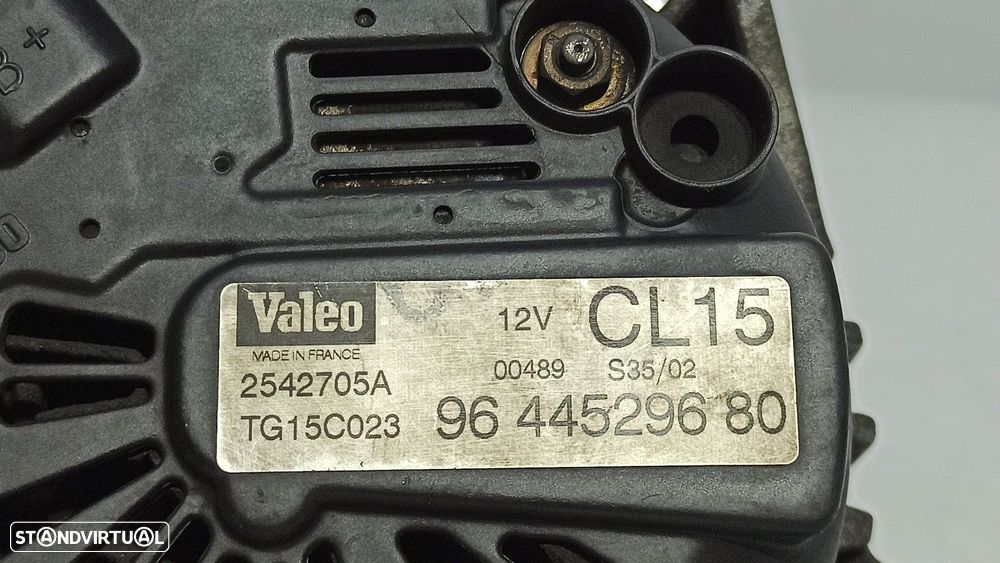 B+
Valeo
12V
CL15
MADE IN FRANCE
2542705A
00489
S35/02
TG15C023
96 445296 80
STANDVIRTUAL